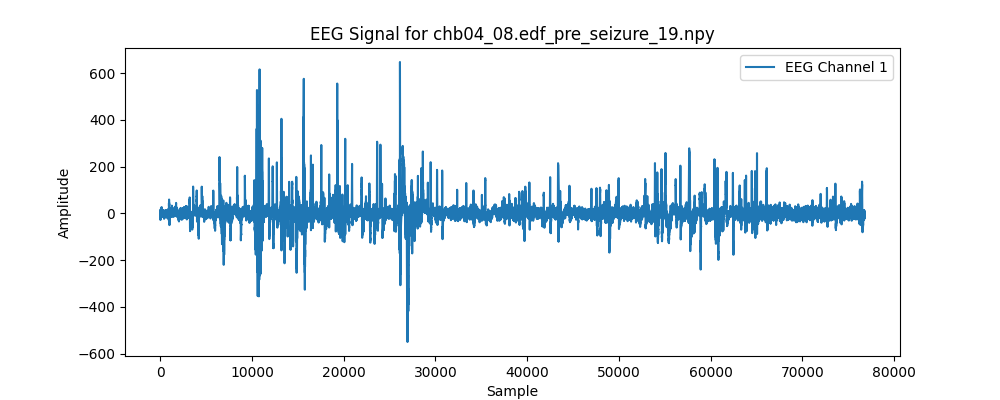 EEG Signal for chb04_08.edf_pre_seizure_19.npy
EEG Channel 1
Amplitude
600
400
200
0
−200
−400
−600
0 10000 20000 30000 40000 50000 60000 70000 80000
Sample